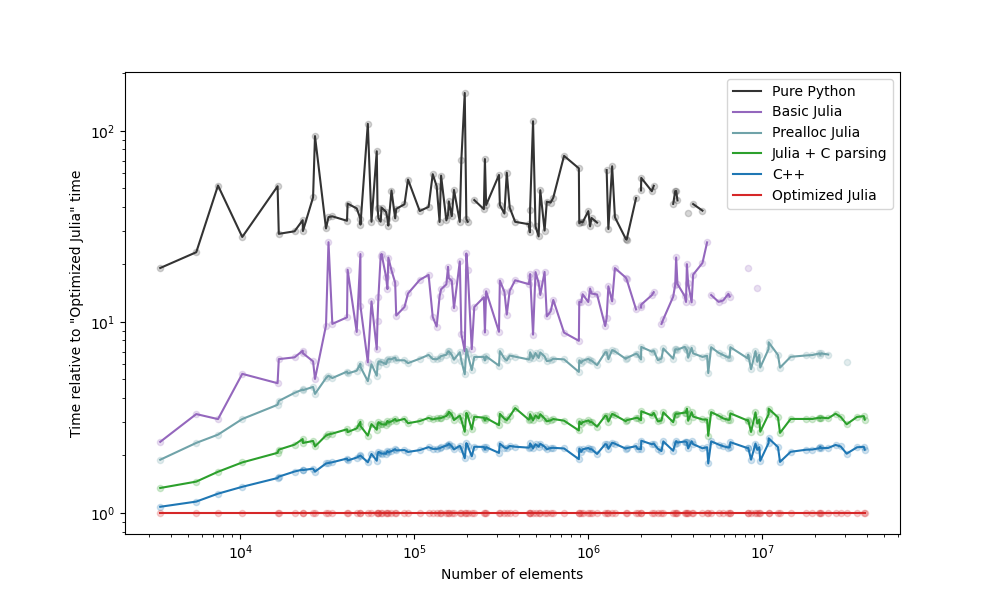 10²
10¹
10⁰
Time relative to "Optimized Julia" time
Pure Python
Basic Julia
Prealloc Julia
Julia + C parsing
C++
Optimized Julia
10⁴
10⁵
10⁶
10⁷
Number of elements